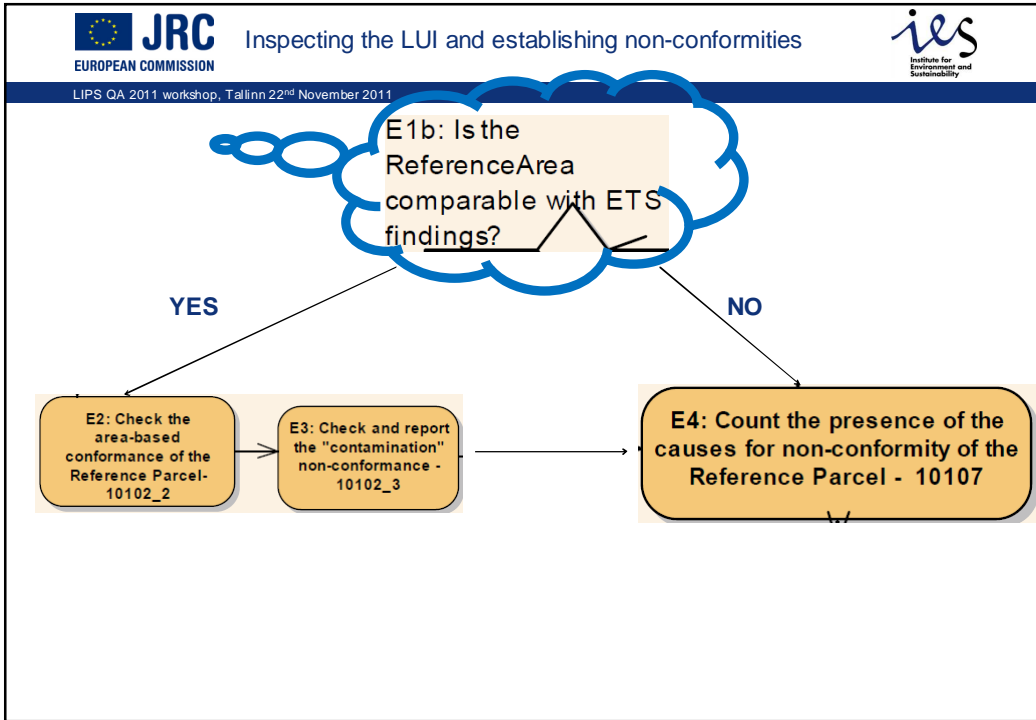 JRC
EUROPEAN COMMISSION
Inspecting the LUI and establishing non-conformities
ies
Institute for
Environment and
Sustainability
LIPS QA 2011 workshop, Tallinn 22nd November 2011
E1b: Is the
ReferenceArea
comparable with ETS
findings?
YES
NO
E2: Check the
area-based
conformance of the
Reference Parcel-
10102_2
E3: Check and report
the "contamination"
non-conformance -
10102_3
E4: Count the presence of the
causes for non-conformity of the
Reference Parcel - 10107